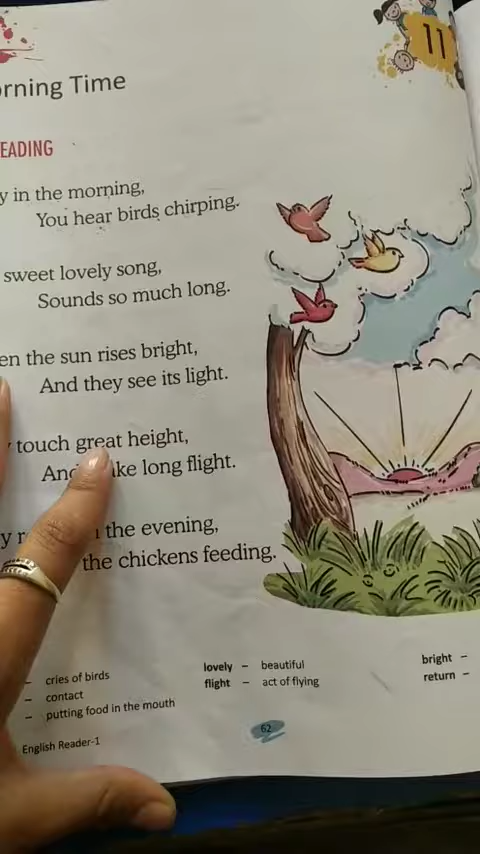 11
rning Time
EADING
y in the morning,
You hear birds chirping.
sweet lovely song,
Sounds so much long.
en the sun rises bright,
And they see its light.
touch great height,
long flight.
the evening,
the chickens feeding.
– cries of birds
– contact
– putting food in the mouth
lovely – beautiful
flight – act of flying
bright –
return –
62
English Reader-1